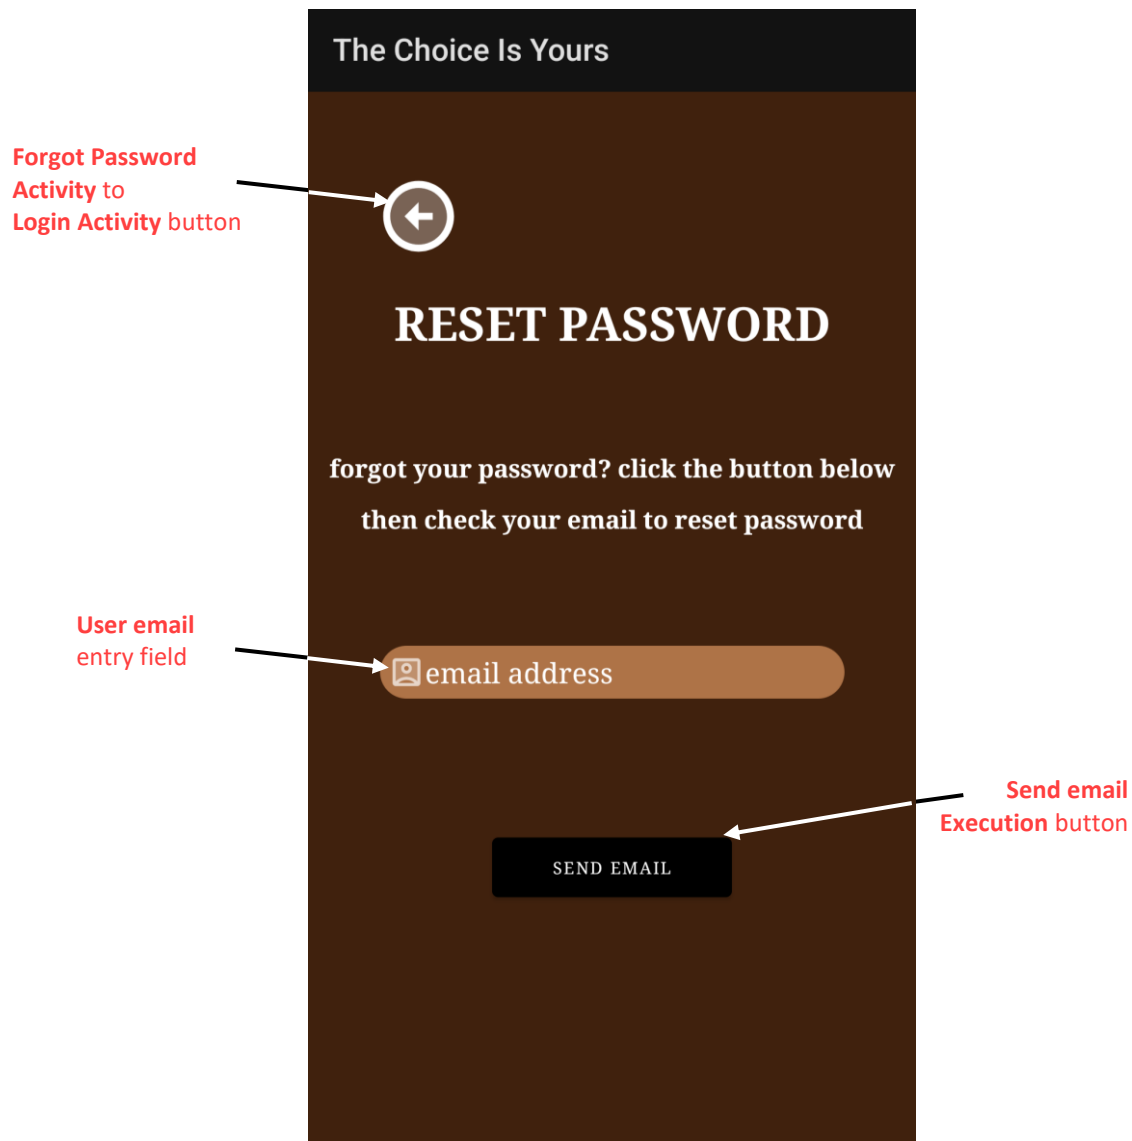 The Choice Is Yours
Forgot Password
Activity to
Login Activity button
RESET PASSWORD
forgot your password? click the button below
then check your email to reset password
User email
entry field
email address
Send email
Execution button
SEND EMAIL